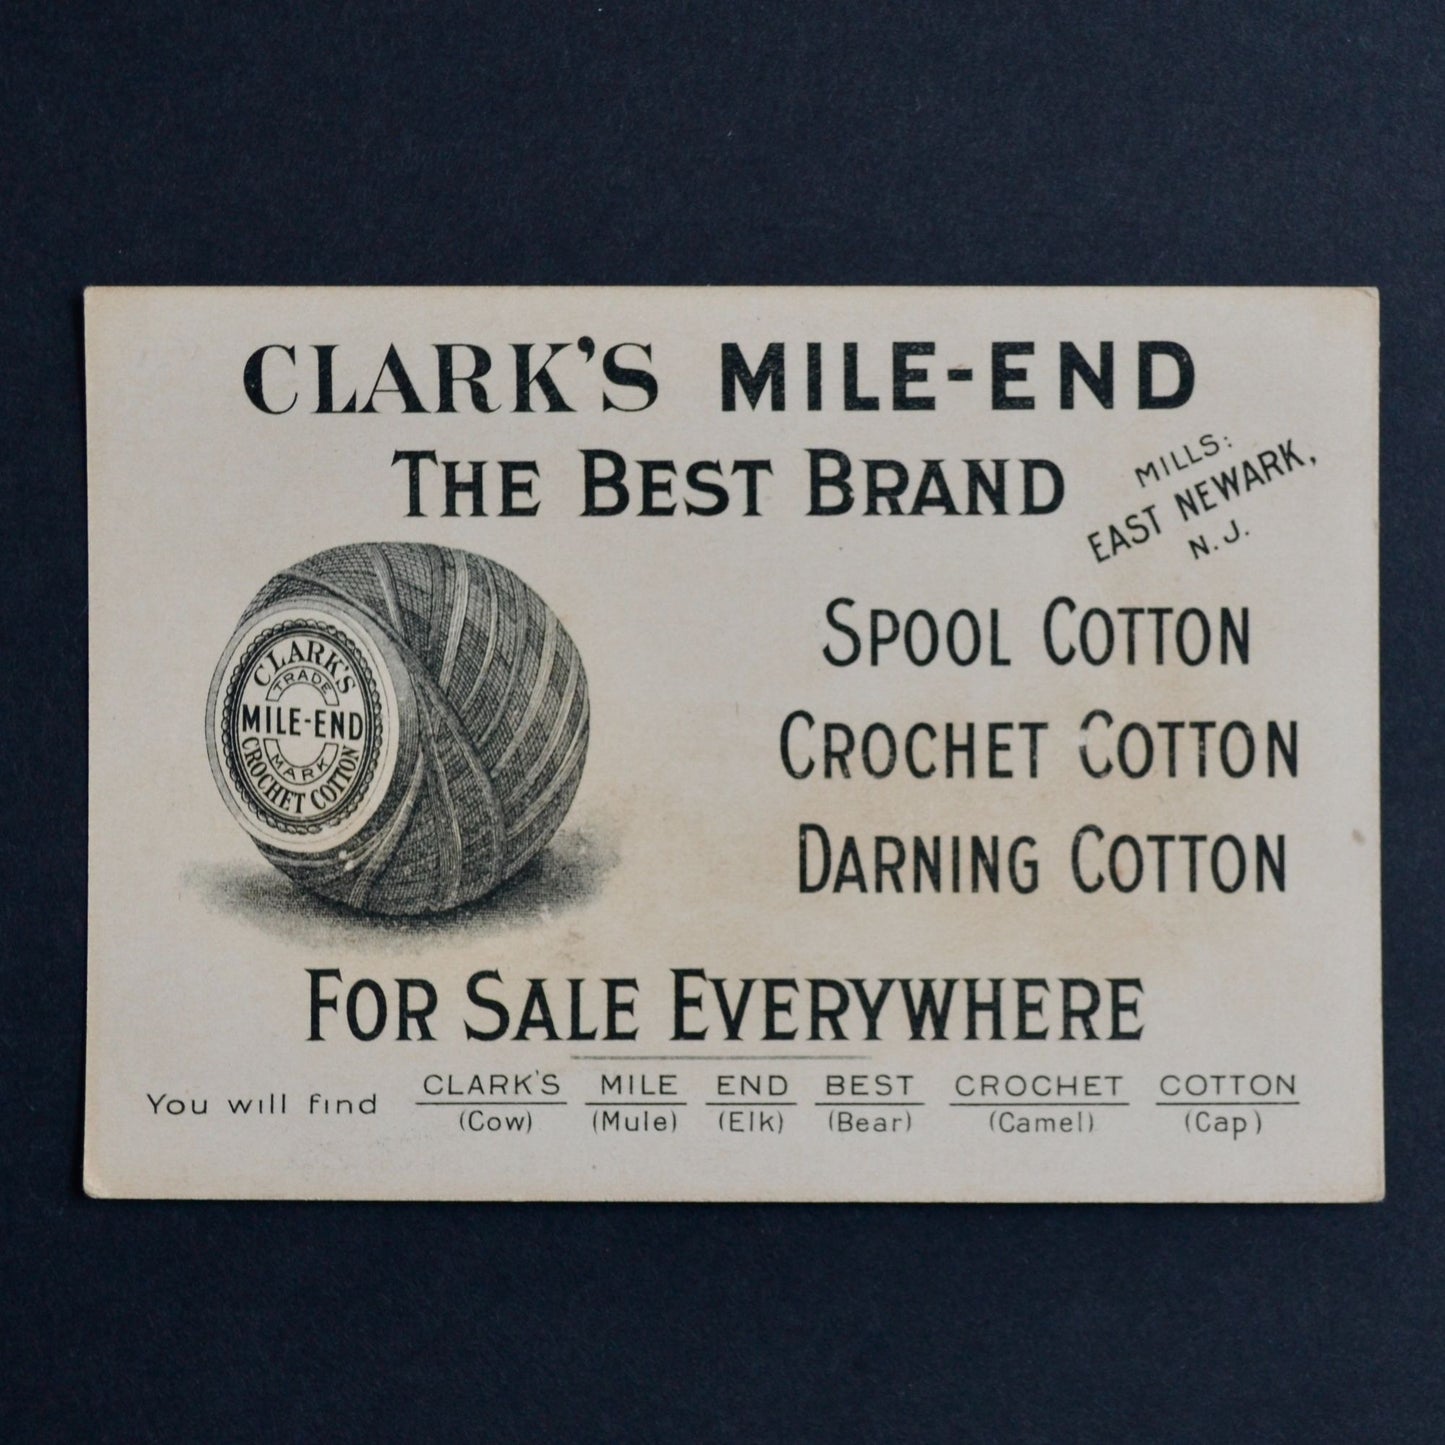 CLARK'S MILE-END
THE BEST BRAND
MILLS:
EAST NEWARK,
N. J.
CLARK'S
TRADE
MILE-END
MARK
CROCHET COTTON
SPOOL COTTON
CROCHET COTTON
DARNING COTTON
FOR SALE EVERYWHERE
You will find CLARK'S MILE END BEST CROCHET COTTON
(Cow) (Mule) (Elk) (Bear) (Camel) (Cap)